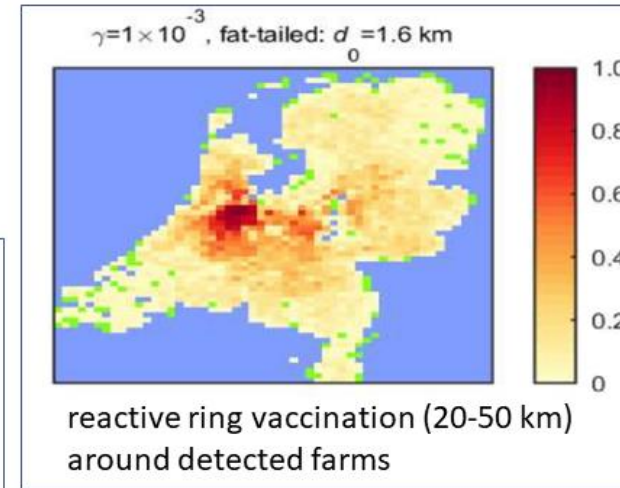 γ=1×10⁻³, fat-tailed: d₀=1.6 km
1.0
0.8
0.6
0.4
0.2
0
reactive ring vaccination (20-50 km)
around detected farms